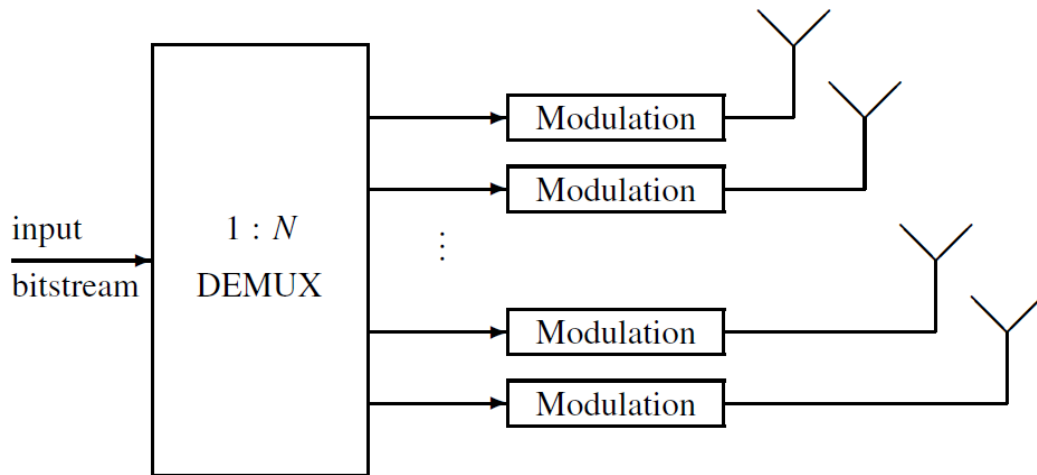 input
bitstream
1 : N
DEMUX
Modulation
Modulation
⋮
Modulation
Modulation